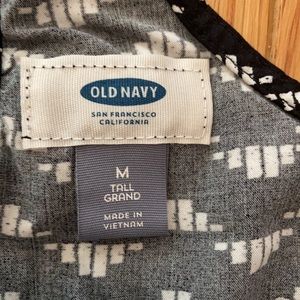 OLD NAVY
SAN FRANCISCO
CALIFORNIA
M
TALL
GRAND
MADE IN
VIETNAM